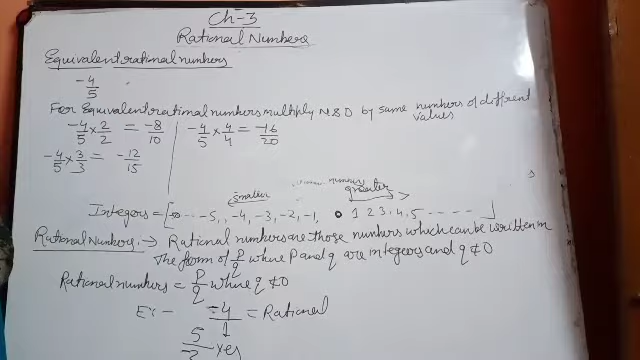 Ch-3
Rational Numbers
Equivalent rational numbers
-4/5
For Equivalent rational numbers multiply N & D by same numbers of different values
-4/5 × 2/2 = -8/10
-4/5 × 4/4 = -16/20
-4/5 × 3/3 = -12/15
smaller greater
Integers = [ ... -5, -4, -3, -2, -1, 0 1 2 3, 4, 5 ...... ]
Rational Numbers :→ Rational numbers are those numbers which can be written in
The form of P/q where P and q are integers and q ≠ 0
Rational numbers = P/q where q ≠ 0
EX - -4/1 = Rational
5
yes